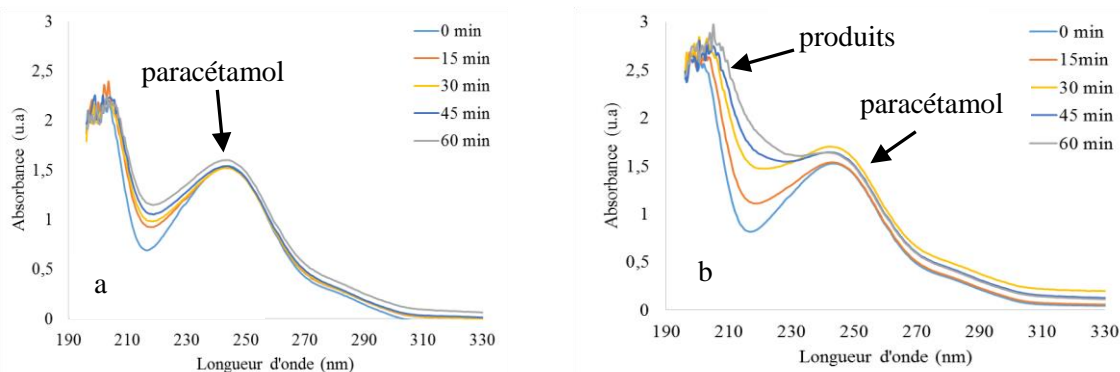 3
2,5
2
1,5
1
0,5
0
Absorbance (u.a)
190 210 230 250 270 290 310 330
Longueur d'onde (nm)
paracétamol
a
0 min
15 min
30 min
45 min
60 min
3
2,5
2
1,5
1
0,5
0
Absorbance (u.a)
190 210 230 250 270 290 310 330
Longueur d'onde (nm)
produits
paracétamol
b
0 min
15min
30 min
45 min
60 min